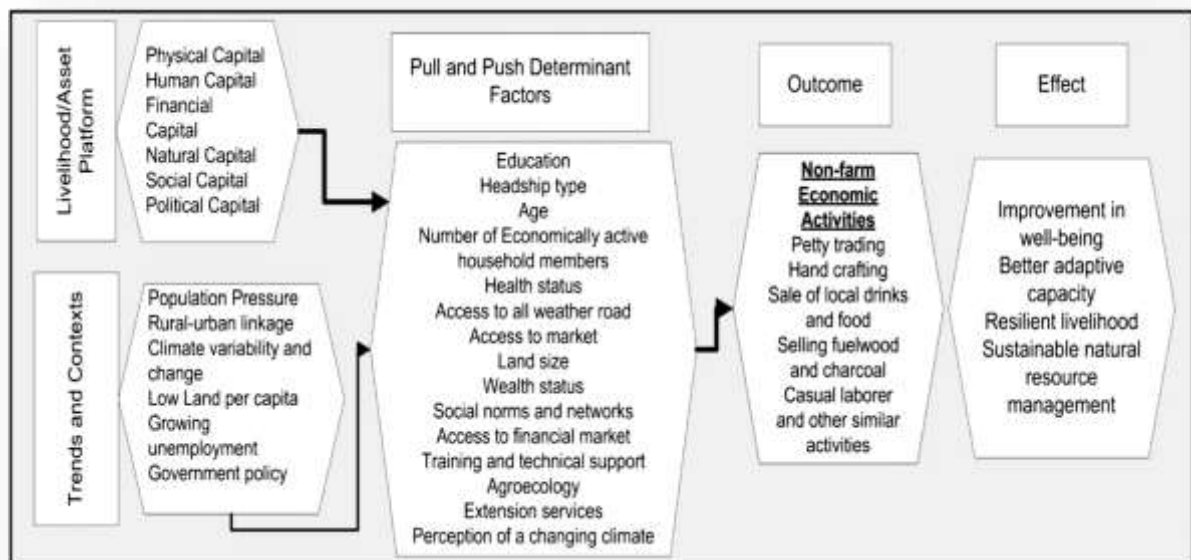 Livelihood/Asset
Platform
Physical Capital
Human Capital
Financial
Capital
Natural Capital
Social Capital
Political Capital
Trends and Contexts
Population Pressure
Rural-urban linkage
Climate variability and
change
Low Land per capita
Growing
unemployment
Government policy
Pull and Push Determinant
Factors
Education
Headship type
Age
Number of Economically active
household members
Health status
Access to all weather road
Access to market
Land size
Wealth status
Social norms and networks
Access to financial market
Training and technical support
Agroecology
Extension services
Perception of a changing climate
Outcome
Non-farm
Economic
Activities
Petty trading
Hand crafting
Sale of local drinks
and food
Selling fuelwood
and charcoal
Casual laborer
and other similar
activities
Effect
Improvement in
well-being
Better adaptive
capacity
Resilient livelihood
Sustainable natural
resource
management